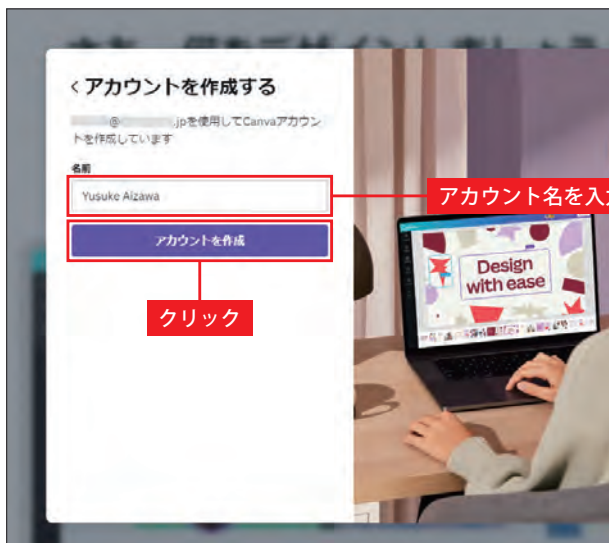 アカウントを作成する
@ .jpを使用してCanvaアカウン
トを作成しています
名前
Yusuke Aizawa
アカウント名を入
アカウントを作成
クリック
Design
with ease